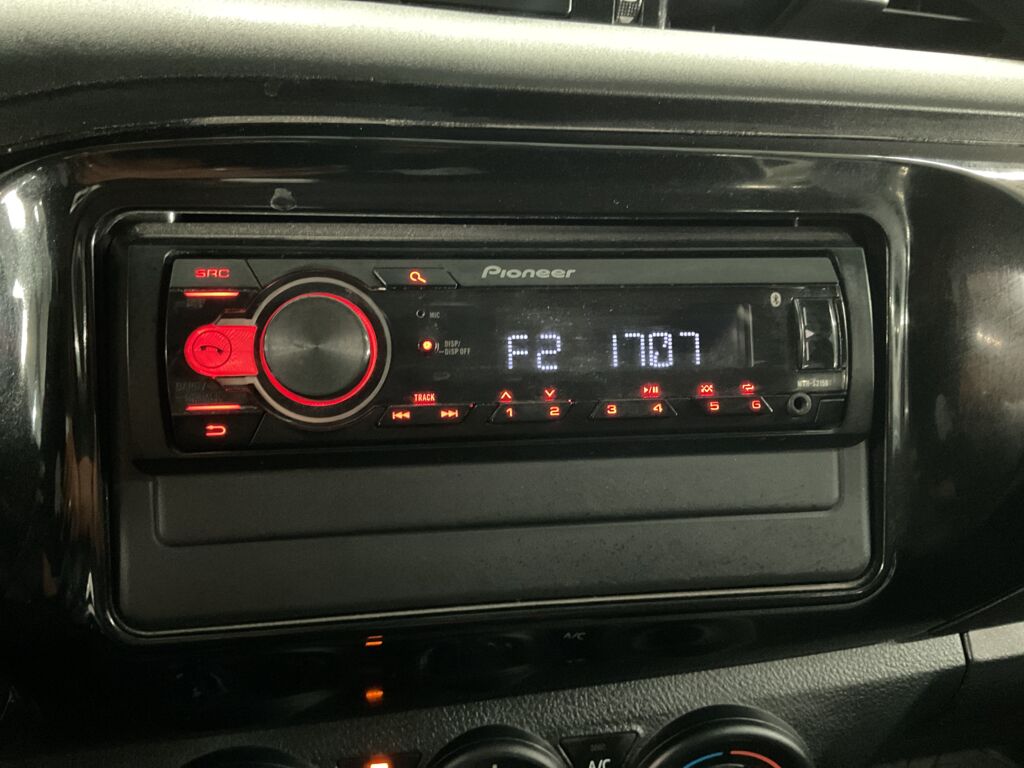 SRC
Pioneer
MIC
DISP/
DISP OFF
F2 1707
TRACK
1 2 3 4 5 6
A/C
A/C